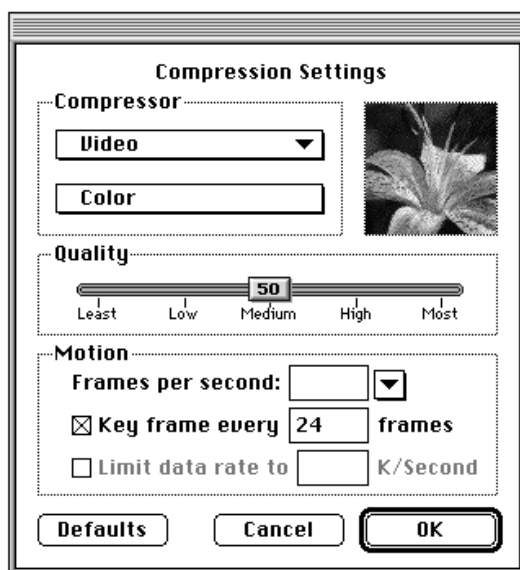 Compression Settings
Compressor
Video
Color
Quality
50
Least Low Medium High Most
Motion
Frames per second:
Key frame every 24 frames
Limit data rate to K/Second
Defaults Cancel OK